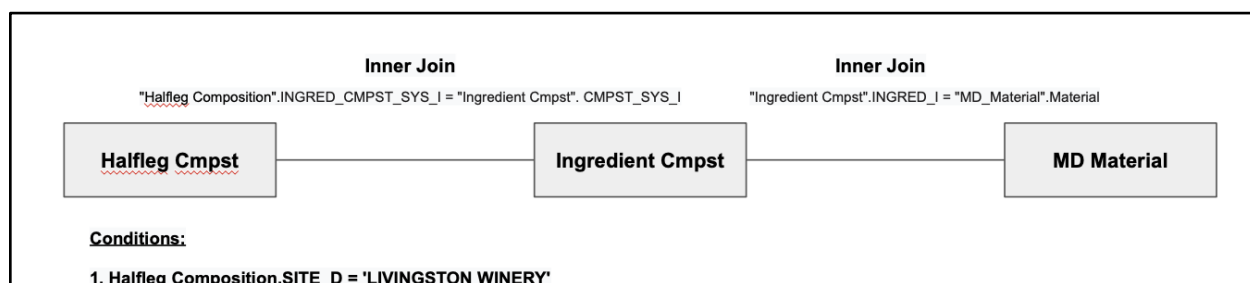 Inner Join
Inner Join
"Halfleg Composition".INGRED_CMPST_SYS_I = "Ingredient Cmpst". CMPST_SYS_I
"Ingredient Cmpst".INGRED_I = "MD_Material".Material
Halfleg Cmpst
Ingredient Cmpst
MD Material
Conditions:
1. Halfleg Composition.SITE_D = 'LIVINGSTON WINERY'